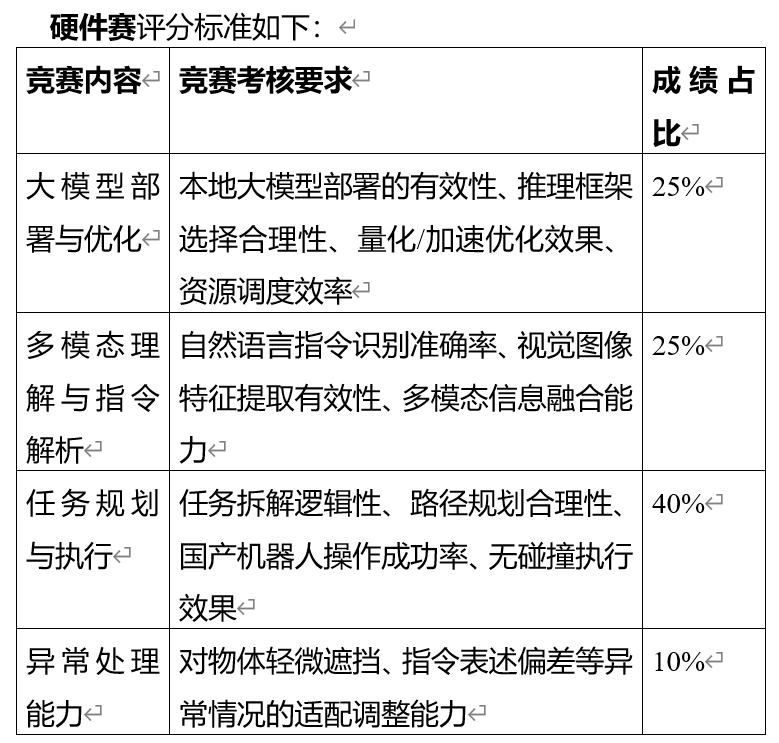 硬件赛评分标准如下：
竞赛内容 竞赛考核要求 成绩占
比
大模型部 本地大模型部署的有效性、推理框架 25%
署与优化 选择合理性、量化/加速优化效果、
资源调度效率
多模态理 自然语言指令识别准确率、视觉图像 25%
解与指令 特征提取有效性、多模态信息融合能
解析 力
任务规划 任务拆解逻辑性、路径规划合理性、 40%
与执行 国产机器人操作成功率、无碰撞执行
效果
异常处理 对物体轻微遮挡、指令表述偏差等异 10%
能力 常情况的适配调整能力